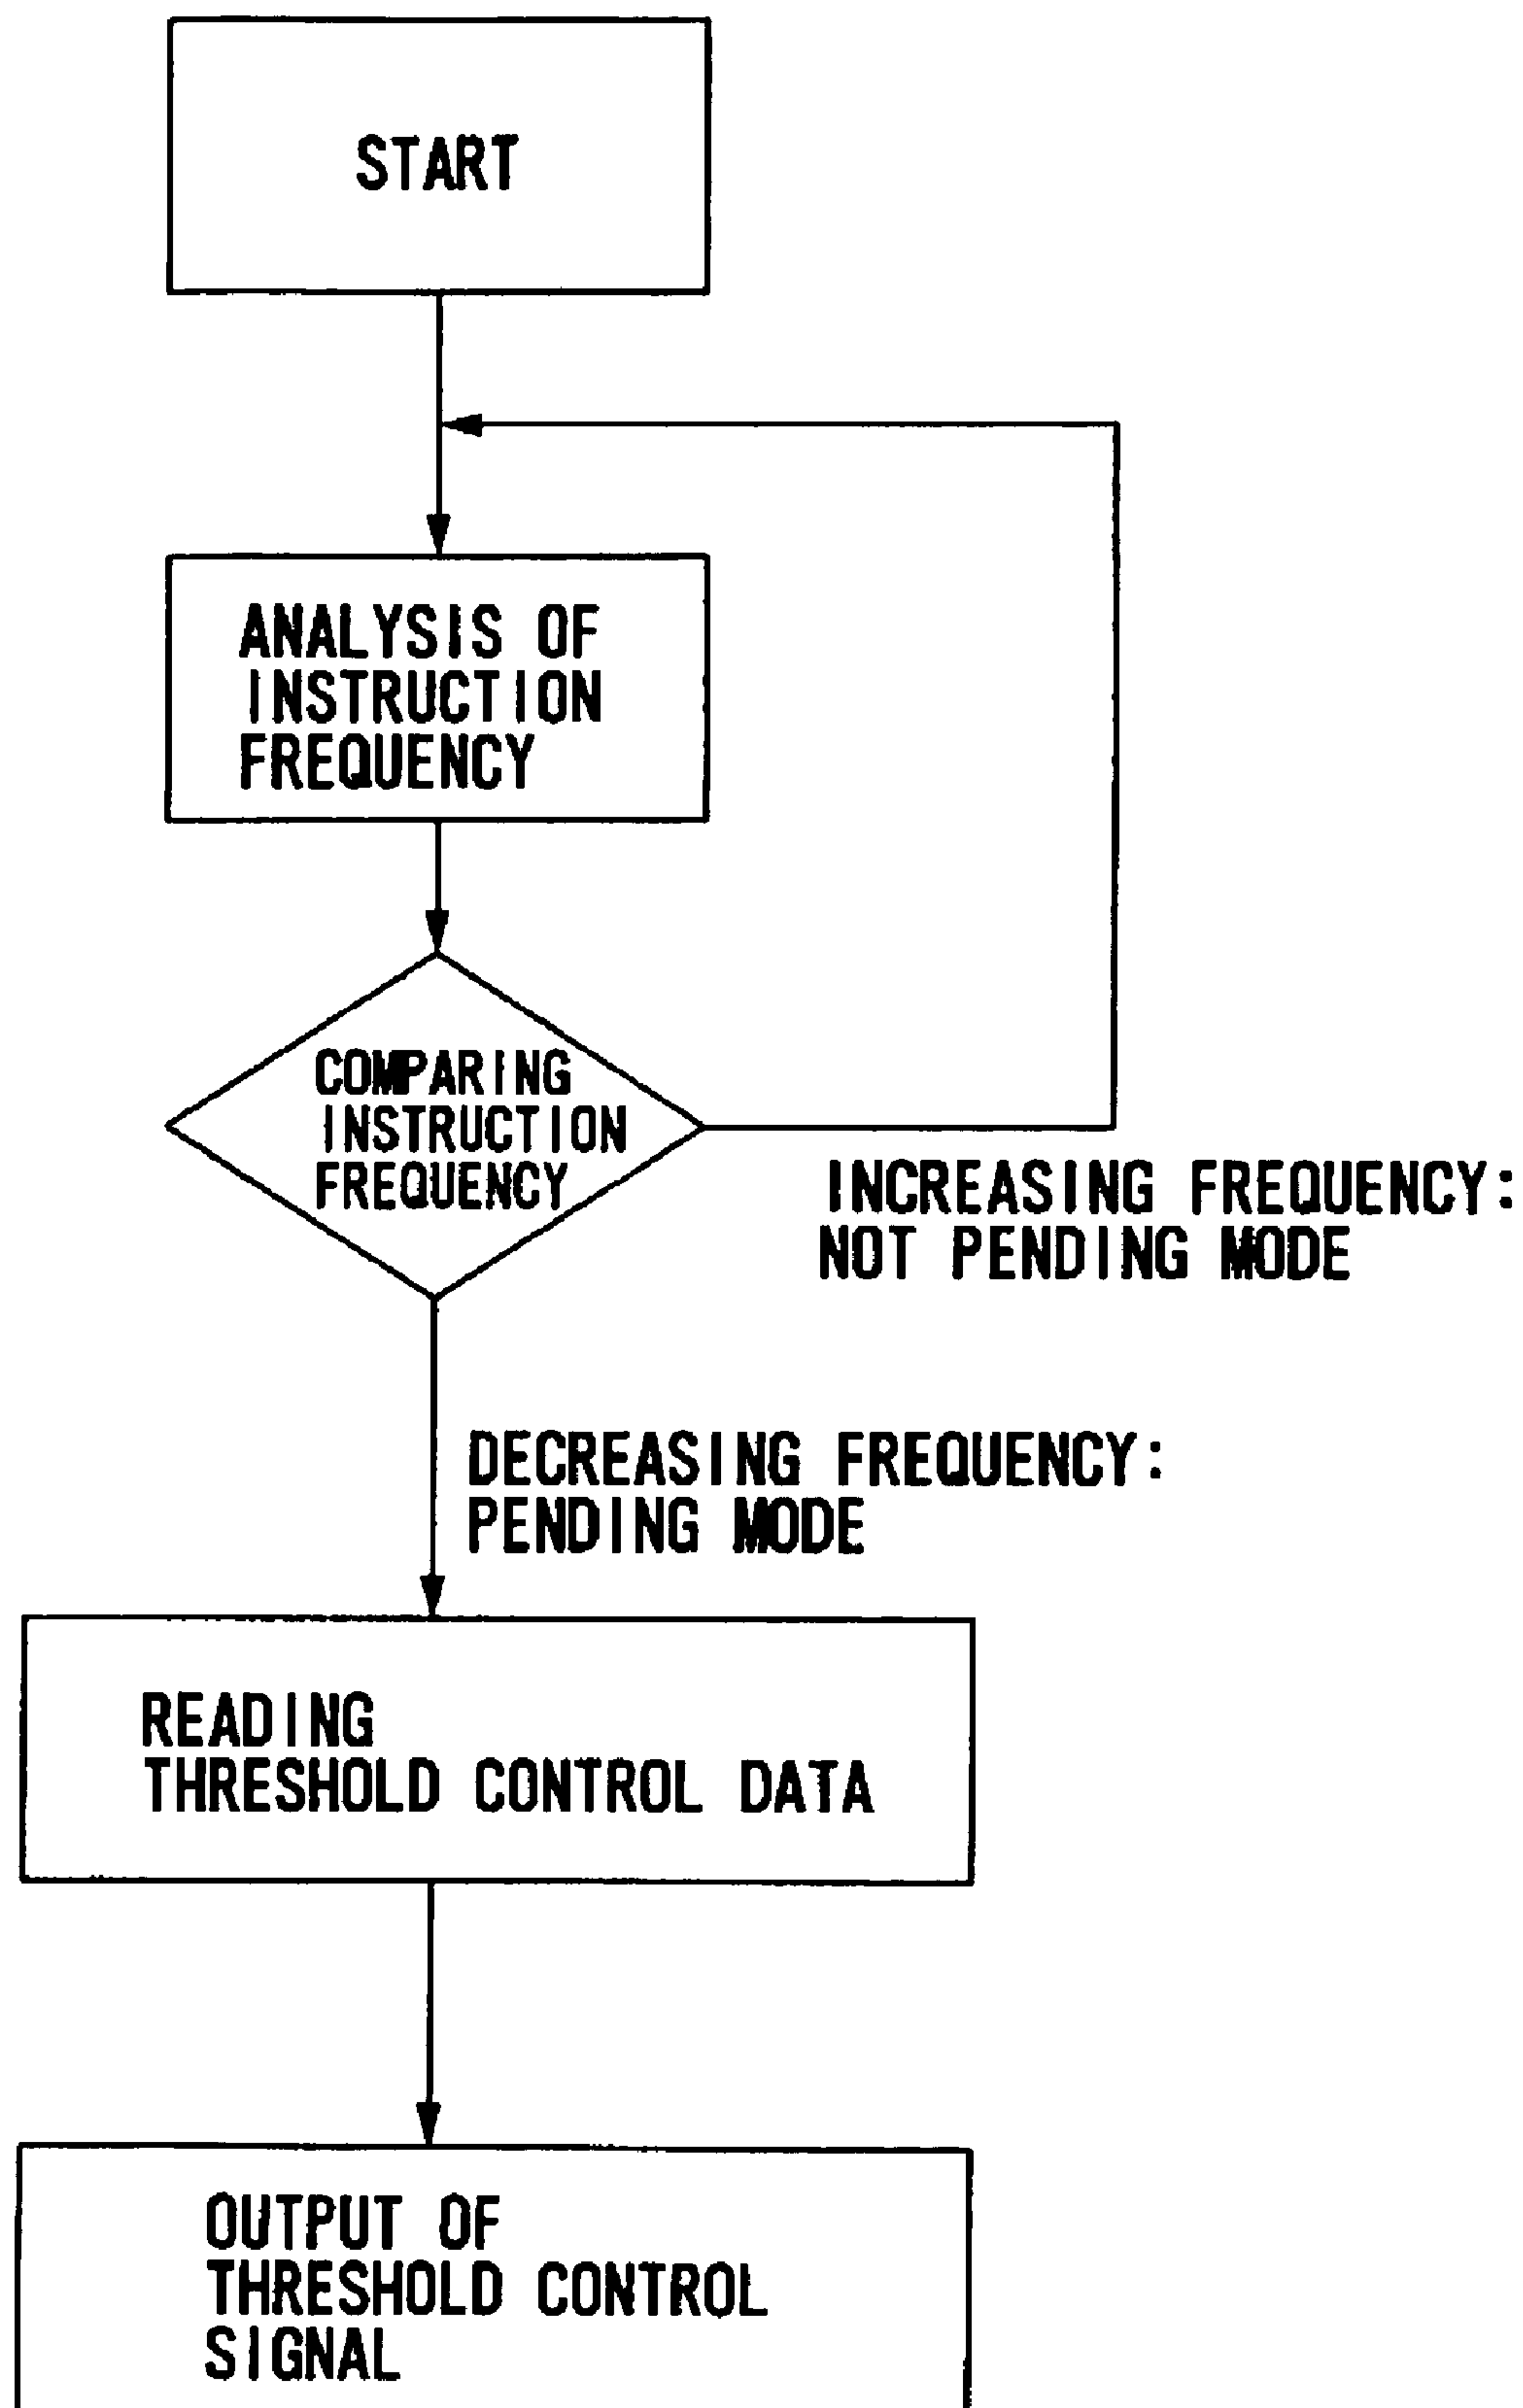 START
ANALYSIS OF
INSTRUCTION
FREQUENCY
COMPARING
INSTRUCTION
FREQUENCY
INCREASING FREQUENCY:
NOT PENDING MODE
DECREASING FREQUENCY:
PENDING MODE
READING
THRESHOLD CONTROL DATA
OUTPUT OF
THRESHOLD CONTROL
SIGNAL